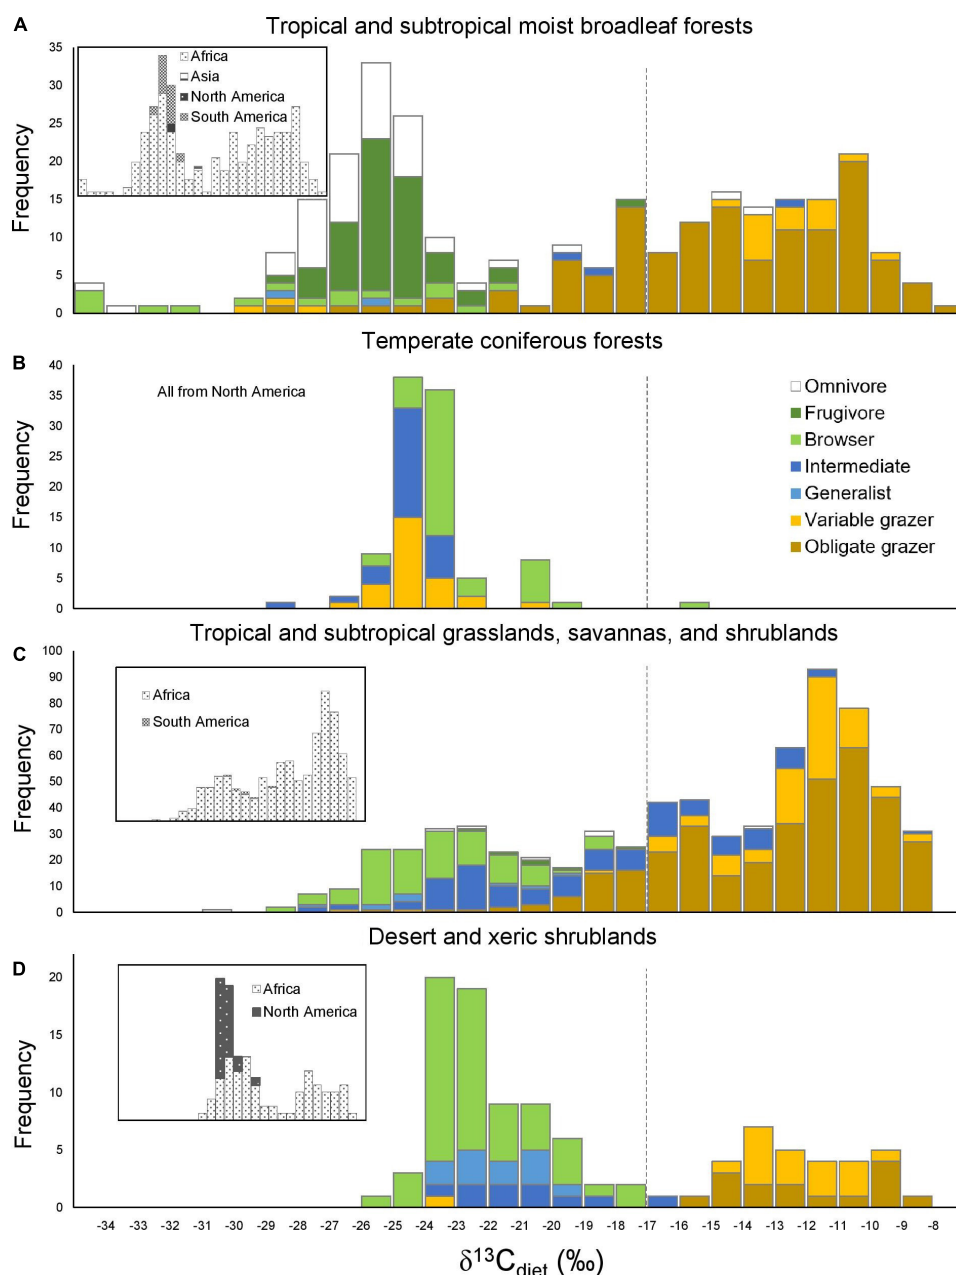 A
Tropical and subtropical moist broadleaf forests
Frequency
35
30
25
20
15
10
5
0
Africa
Asia
North America
South America
B
Temperate coniferous forests
Frequency
40
35
30
25
20
15
10
5
0
All from North America
Omnivore
Frugivore
Browser
Intermediate
Generalist
Variable grazer
Obligate grazer
C
Tropical and subtropical grasslands, savannas, and shrublands
Frequency
100
90
80
70
60
50
40
30
20
10
0
Africa
South America
D
Desert and xeric shrublands
Frequency
20
15
10
5
0
Africa
North America
-34 -33 -32 -31 -30 -28 -27 -26 -25 -24 -23 -22 -21 -20 -19 -18 -17 -16 -15 -14 -13 -12 -11 -10 -9 -8
δ13Cdiet (‰)